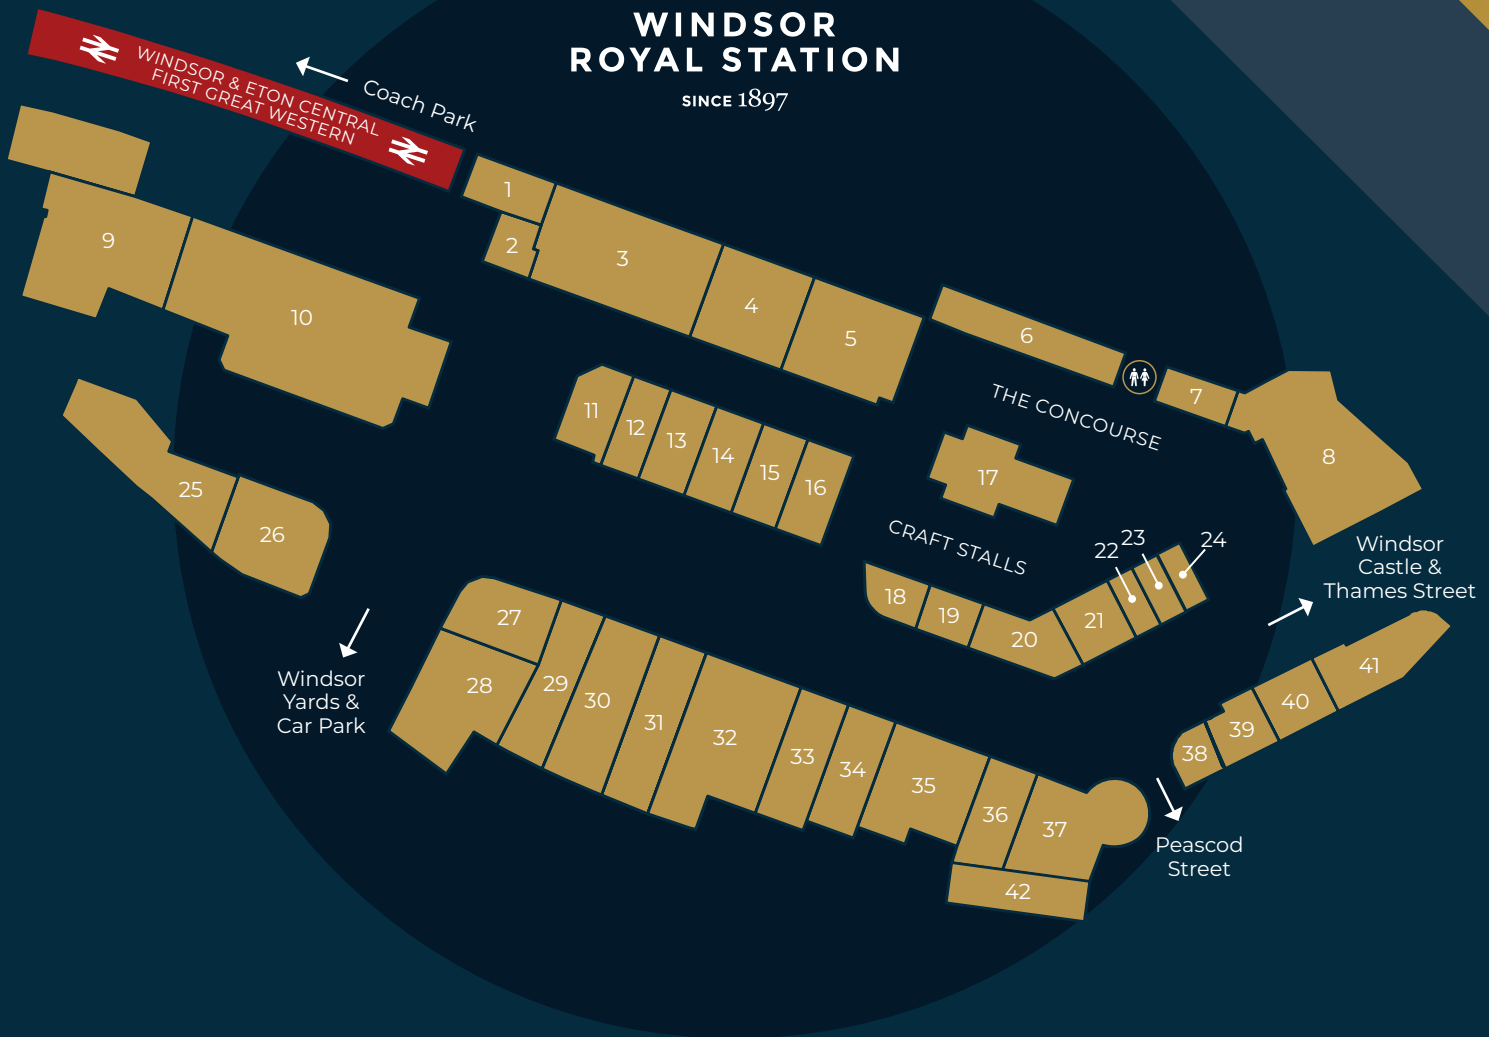 WINDSOR
ROYAL STATION
SINCE 1897
WINDSOR & ETON CENTRAL
FIRST GREAT WESTERN
Coach Park
1
2
3
4
5
6
7
8
9
10
THE CONCOURSE
11
12
13
14
15
16
17
CRAFT STALLS
18
19
20
21
22
23
24
25
26
Windsor
Castle &
Thames Street
Windsor
Yards &
Car Park
27
28
29
30
31
32
33
34
35
36
37
38
39
40
41
42
Peascod
Street